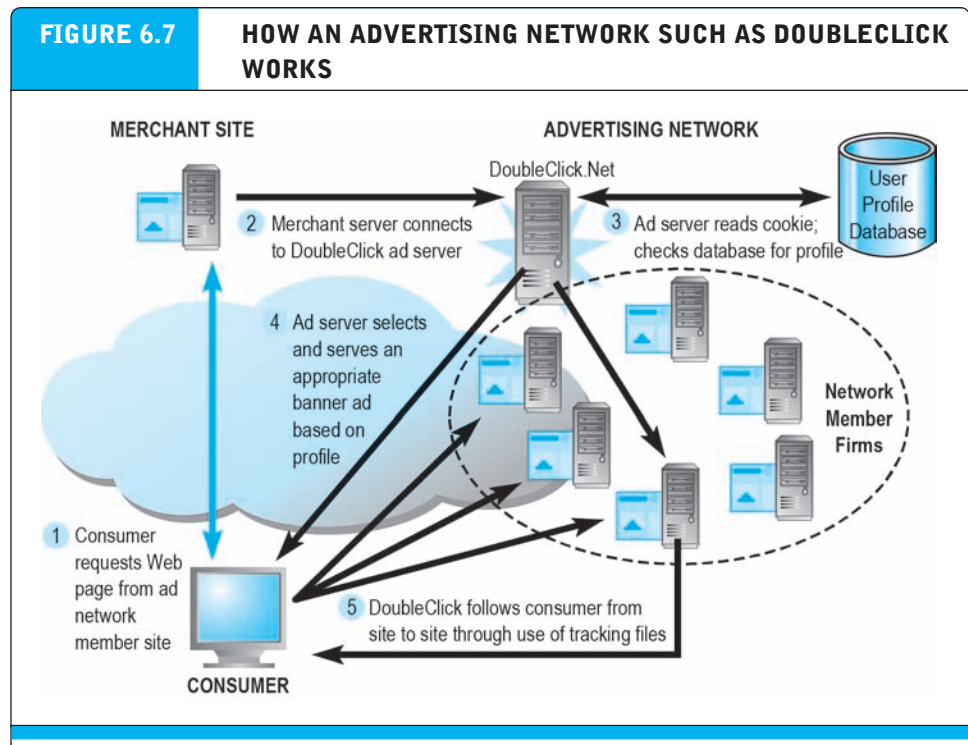 FIGURE 6.7
HOW AN ADVERTISING NETWORK SUCH AS DOUBLECLICK
WORKS
MERCHANT SITE
ADVERTISING NETWORK
DoubleClick.Net
User
Profile
Database
2 Merchant server connects
to DoubleClick ad server
3 Ad server reads cookie;
checks database for profile
4 Ad server selects
and serves an
appropriate
banner ad
based on
profile
Network
Member
Firms
1 Consumer
requests Web
page from ad
network
member site
5 DoubleClick follows consumer from
site to site through use of tracking files
CONSUMER